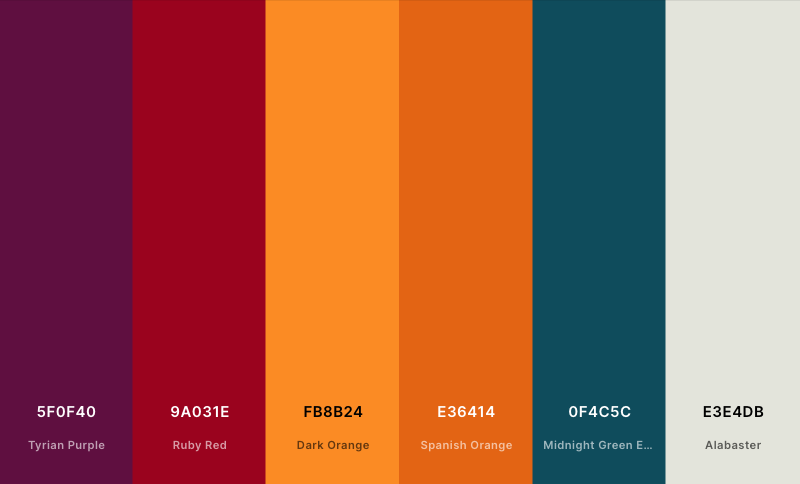 5F0F40
Tyrian Purple
9A031E
Ruby Red
FB8B24
Dark Orange
E36414
Spanish Orange
0F4C5C
Midnight Green E...
E3E4DB
Alabaster